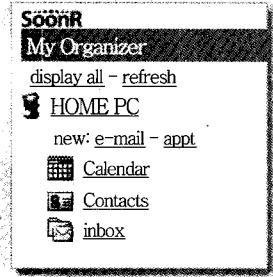 SoonR
My Organizer
display all - refresh
HOME PC
new: e-mail - appt
Calendar
Contacts
inbox